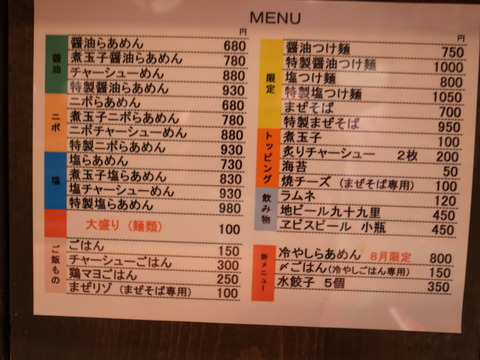 MENU
円
醤油
醤油らあめん 680
煮玉子醤油らあめん 780
チャーシューめん 880
特製醤油らあめん 930
ニボ
ニボらあめん 680
煮玉子ニボらあめん 780
ニボチャーシューめん 880
特製ニボらあめん 930
塩
塩らあめん 730
煮玉子塩らあめん 830
塩チャーシューめん 930
特製塩らあめん 980
大盛り（麺類） 100
ご飯もの
ごはん 150
チャーシューごはん 300
鶏マヨごはん 250
まぜリゾ（まぜそば専用） 100
円
限定
醤油つけ麺 750
特製醤油つけ麺 1000
塩つけ麺 800
特製塩つけ麺 1050
まぜそば 700
特製まぜそば 950
トッピング
煮玉子 100
炙りチャーシュー 2枚 200
海苔 50
焼チーズ（まぜそば専用） 100
飲み物
ラムネ 120
地ビール九十九里 450
ヱビスビール 小瓶 450
新メニュー
冷やしらあめん 8月限定 800
〆ごはん（冷やしごはん専用） 150
水餃子 5個 350